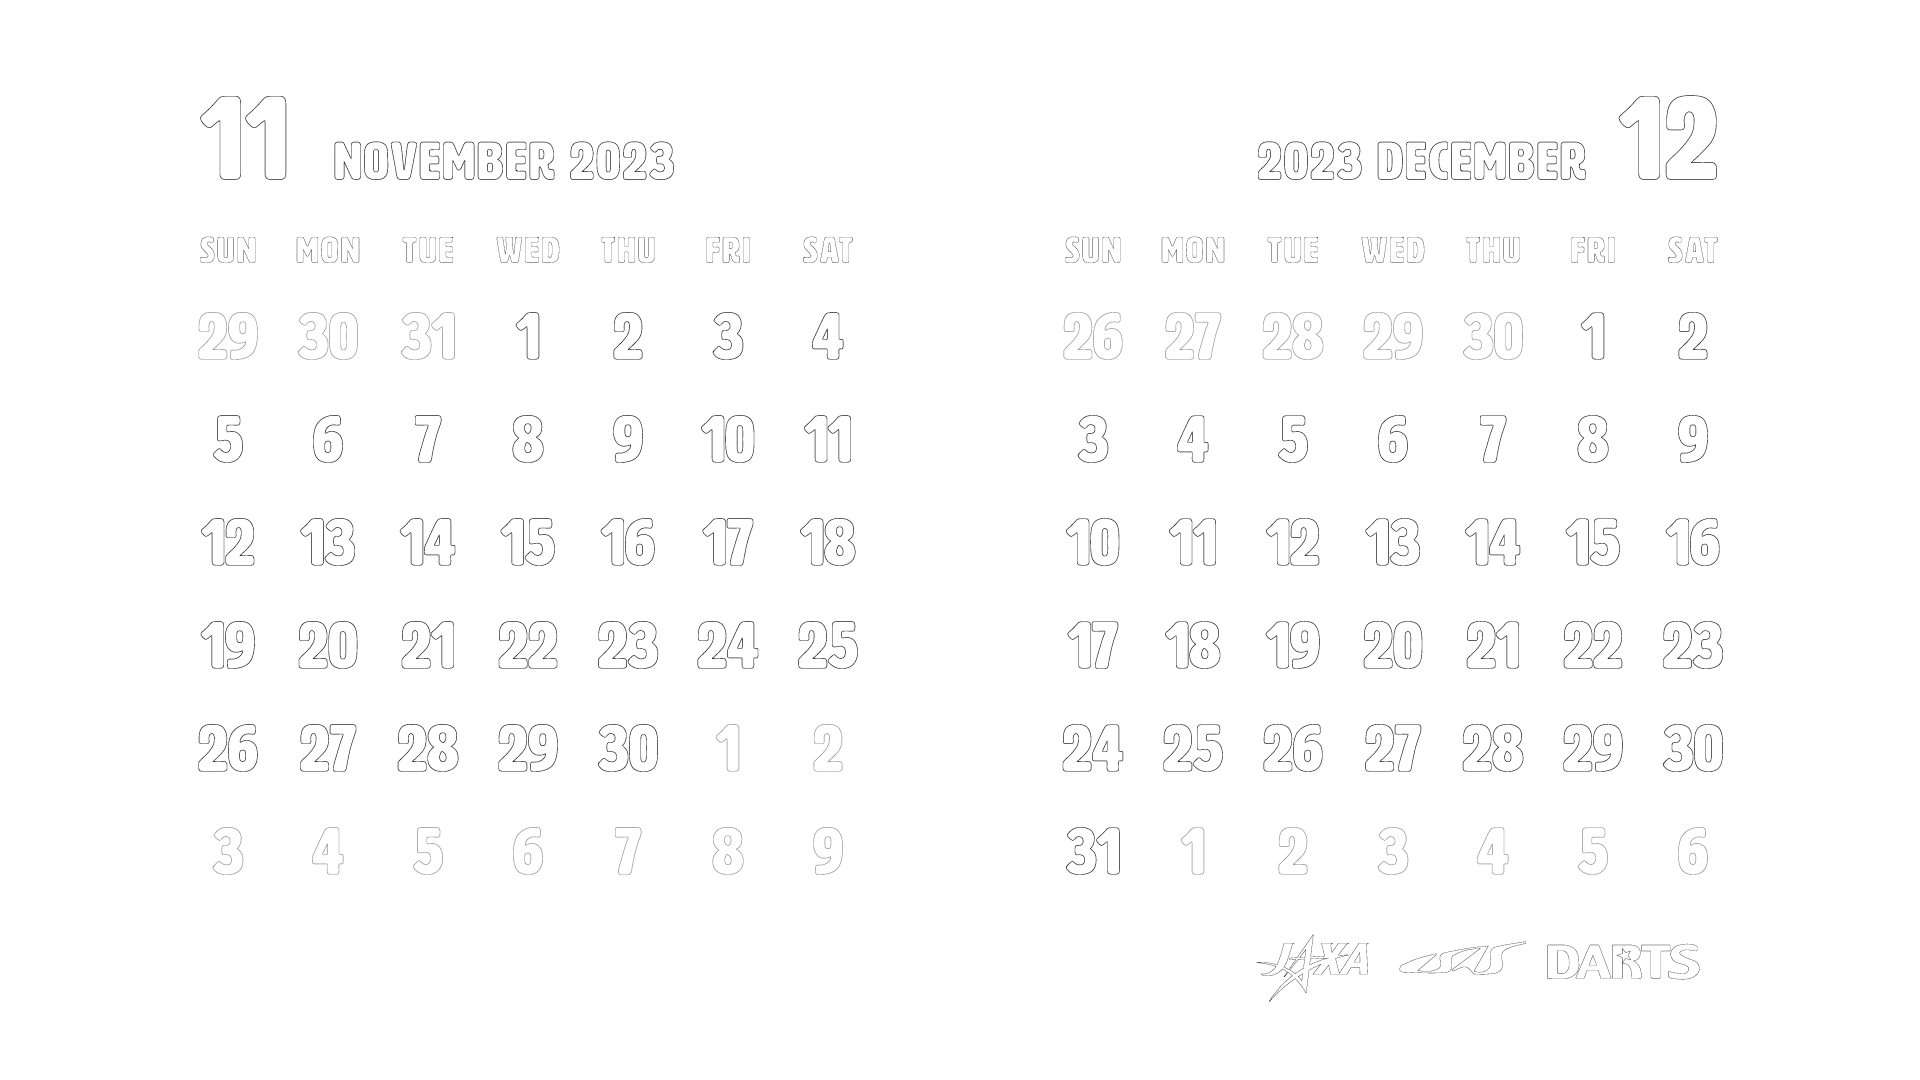 11 NOVEMBER 2023
SUN MON TUE WED THU FRI SAT
29 30 31 1 2 3 4
5 6 7 8 9 10 11
12 13 14 15 16 17 18
19 20 21 22 23 24 25
26 27 28 29 30 1 2
3 4 5 6 7 8 9
2023 DECEMBER 12
SUN MON TUE WED THU FRI SAT
26 27 28 29 30 1 2
3 4 5 6 7 8 9
10 11 12 13 14 15 16
17 18 19 20 21 22 23
24 25 26 27 28 29 30
31 1 2 3 4 5 6
JAXA ISAS DARTS